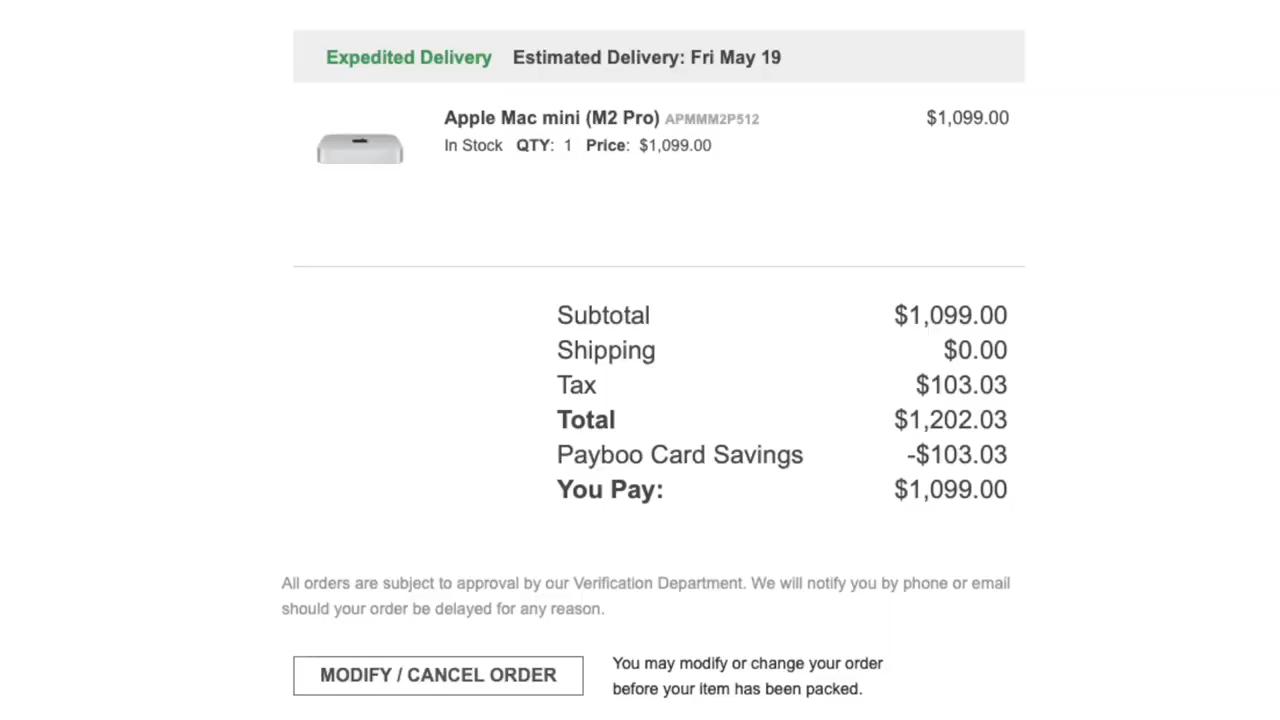 Expedited Delivery Estimated Delivery: Fri May 19
Apple Mac mini (M2 Pro) APMMM2P512 $1,099.00
In Stock QTY: 1 Price: $1,099.00
Subtotal $1,099.00
Shipping $0.00
Tax $103.03
Total $1,202.03
Payboo Card Savings -$103.03
You Pay: $1,099.00
All orders are subject to approval by our Verification Department. We will notify you by phone or email
should your order be delayed for any reason.
MODIFY / CANCEL ORDER
You may modify or change your order
before your item has been packed.